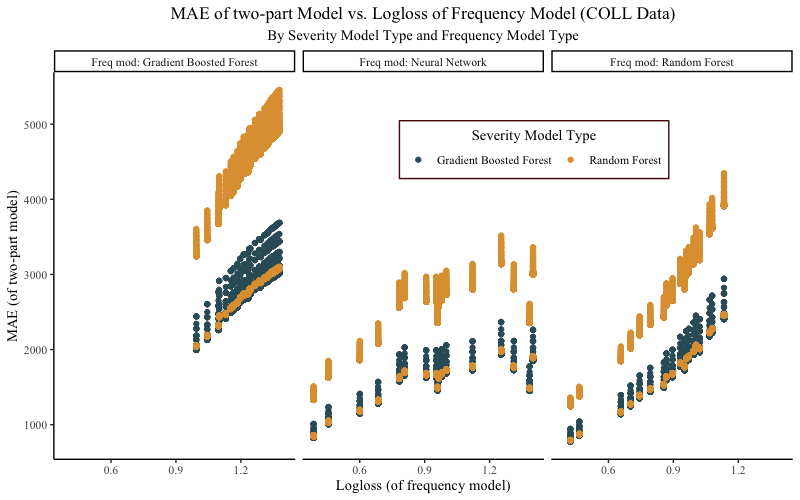 MAE of two-part Model vs. Logloss of Frequency Model (COLL Data)
By Severity Model Type and Frequency Model Type
Freq mod: Gradient Boosted Forest
Freq mod: Neural Network
Freq mod: Random Forest
Severity Model Type
Gradient Boosted Forest
Random Forest
MAE (of two-part model)
5000
4000
3000
2000
1000
0.6 0.9 1.2
0.6 0.9 1.2
0.6 0.9 1.2
Logloss (of frequency model)